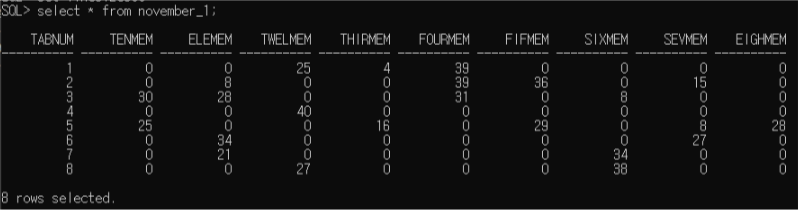 SQL> select * from november_1;
TABNUM TENMEM ELEMEM TWELMEM THIRMEM FOURMEM FIFMEM SIXMEM SEVMEM EIGHMEM
1 0 0 25 4 39 0 0 0 0
2 0 8 0 0 39 36 0 15 0
3 30 28 0 0 31 0 8 0 0
4 0 0 40 0 0 0 0 0 0
5 25 0 0 16 0 29 0 8 28
6 0 34 0 0 0 0 0 27 0
7 0 21 0 0 0 0 34 0 0
8 0 0 27 0 0 0 38 0 0
8 rows selected.